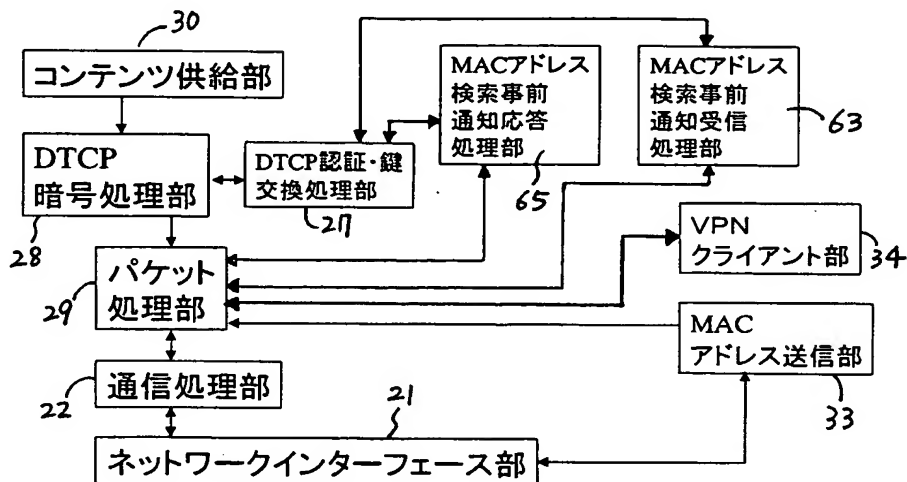 30
コンテンツ供給部
DTCP
暗号処理部
28
DTCP認証・鍵
交換処理部
27
MACアドレス
検索事前
通知応答
処理部
65
MACアドレス
検索事前
通知受信
処理部
63
パケット
処理部
29
VPN
クライアント部
34
MAC
アドレス送信部
33
通信処理部
22
21
ネットワークインターフェース部